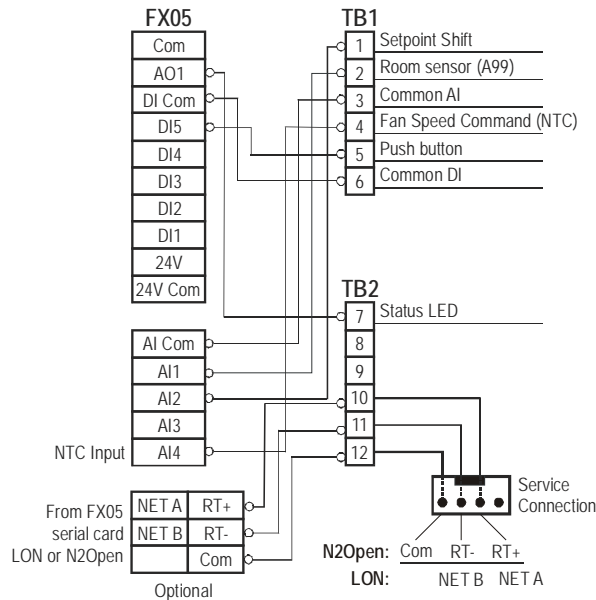 FX05
Com
AO1
DI Com
DI5
DI4
DI3
DI2
DI1
24V
24V Com
AI Com
AI1
AI2
AI3
NTC Input AI4
From FX05
serial card
LON or N2Open
NET A RT+
NET B RT-
Com
Optional
TB1
1 Setpoint Shift
2 Room sensor (A99)
3 Common AI
4 Fan Speed Command (NTC)
5 Push button
6 Common DI
TB2
7 Status LED
8
9
10
11
12
Service
Connection
N2Open: Com RT- RT+
LON: NET B NET A